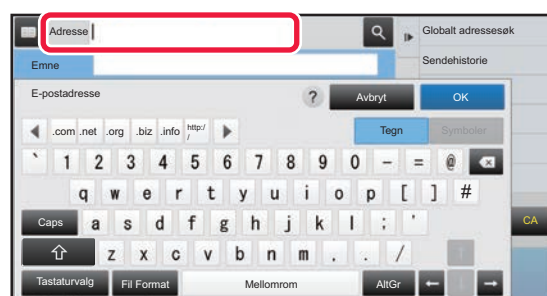 Adresse
Globalt adressesøk
Emne
Sendehistorie
E-postadresse
?
Avbryt
OK
.com .net .org .biz .info http://
Tegn
Symboler
` 1 2 3 4 5 6 7 8 9 0 - = @
q w e r t y u i o p [ ] #
Caps a s d f g h j k l ; '
CA
z x c v b n m , . /
Tastaturvalg Fil Format Mellomrom AltGr